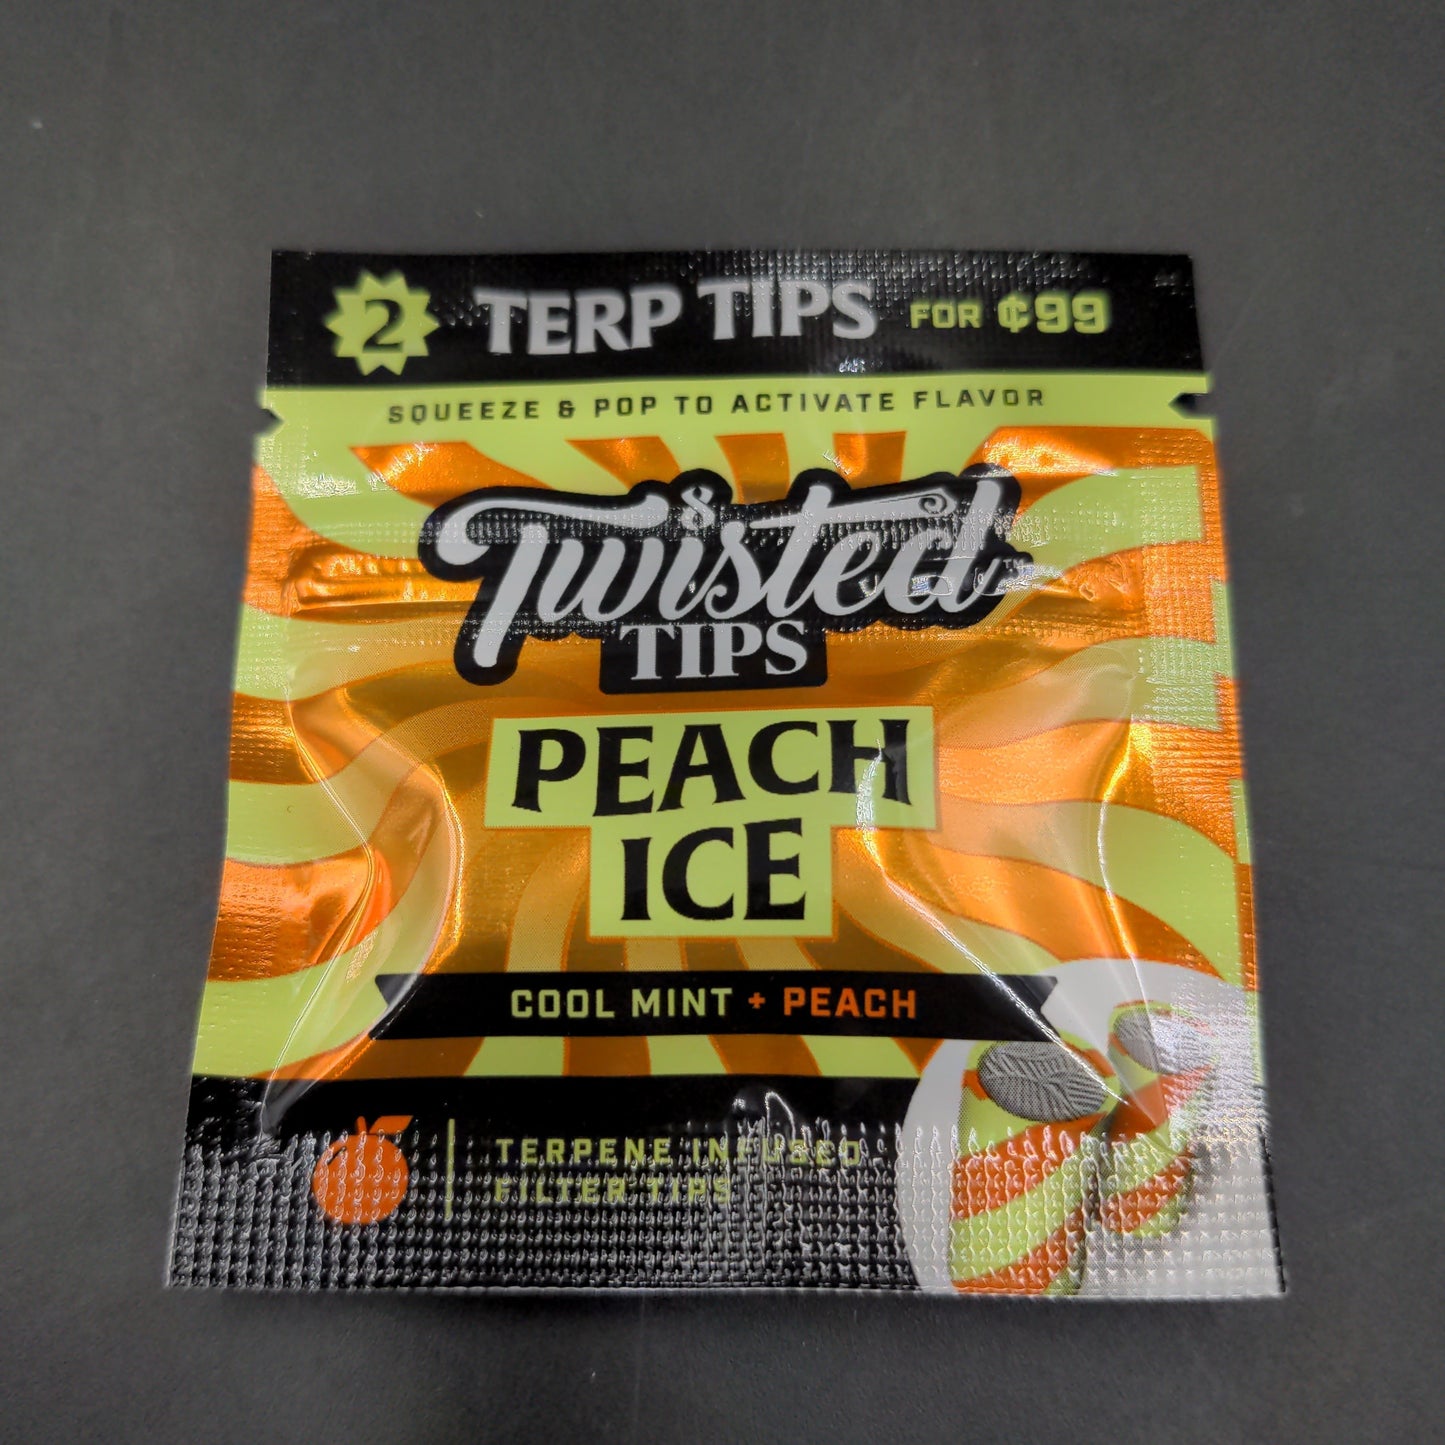 2 TERP TIPS FOR ¢99
SQUEEZE & POP TO ACTIVATE FLAVOR
Twisted™
TIPS
PEACH
ICE
COOL MINT + PEACH
TERPENE INFUSED
FILTER TIPS